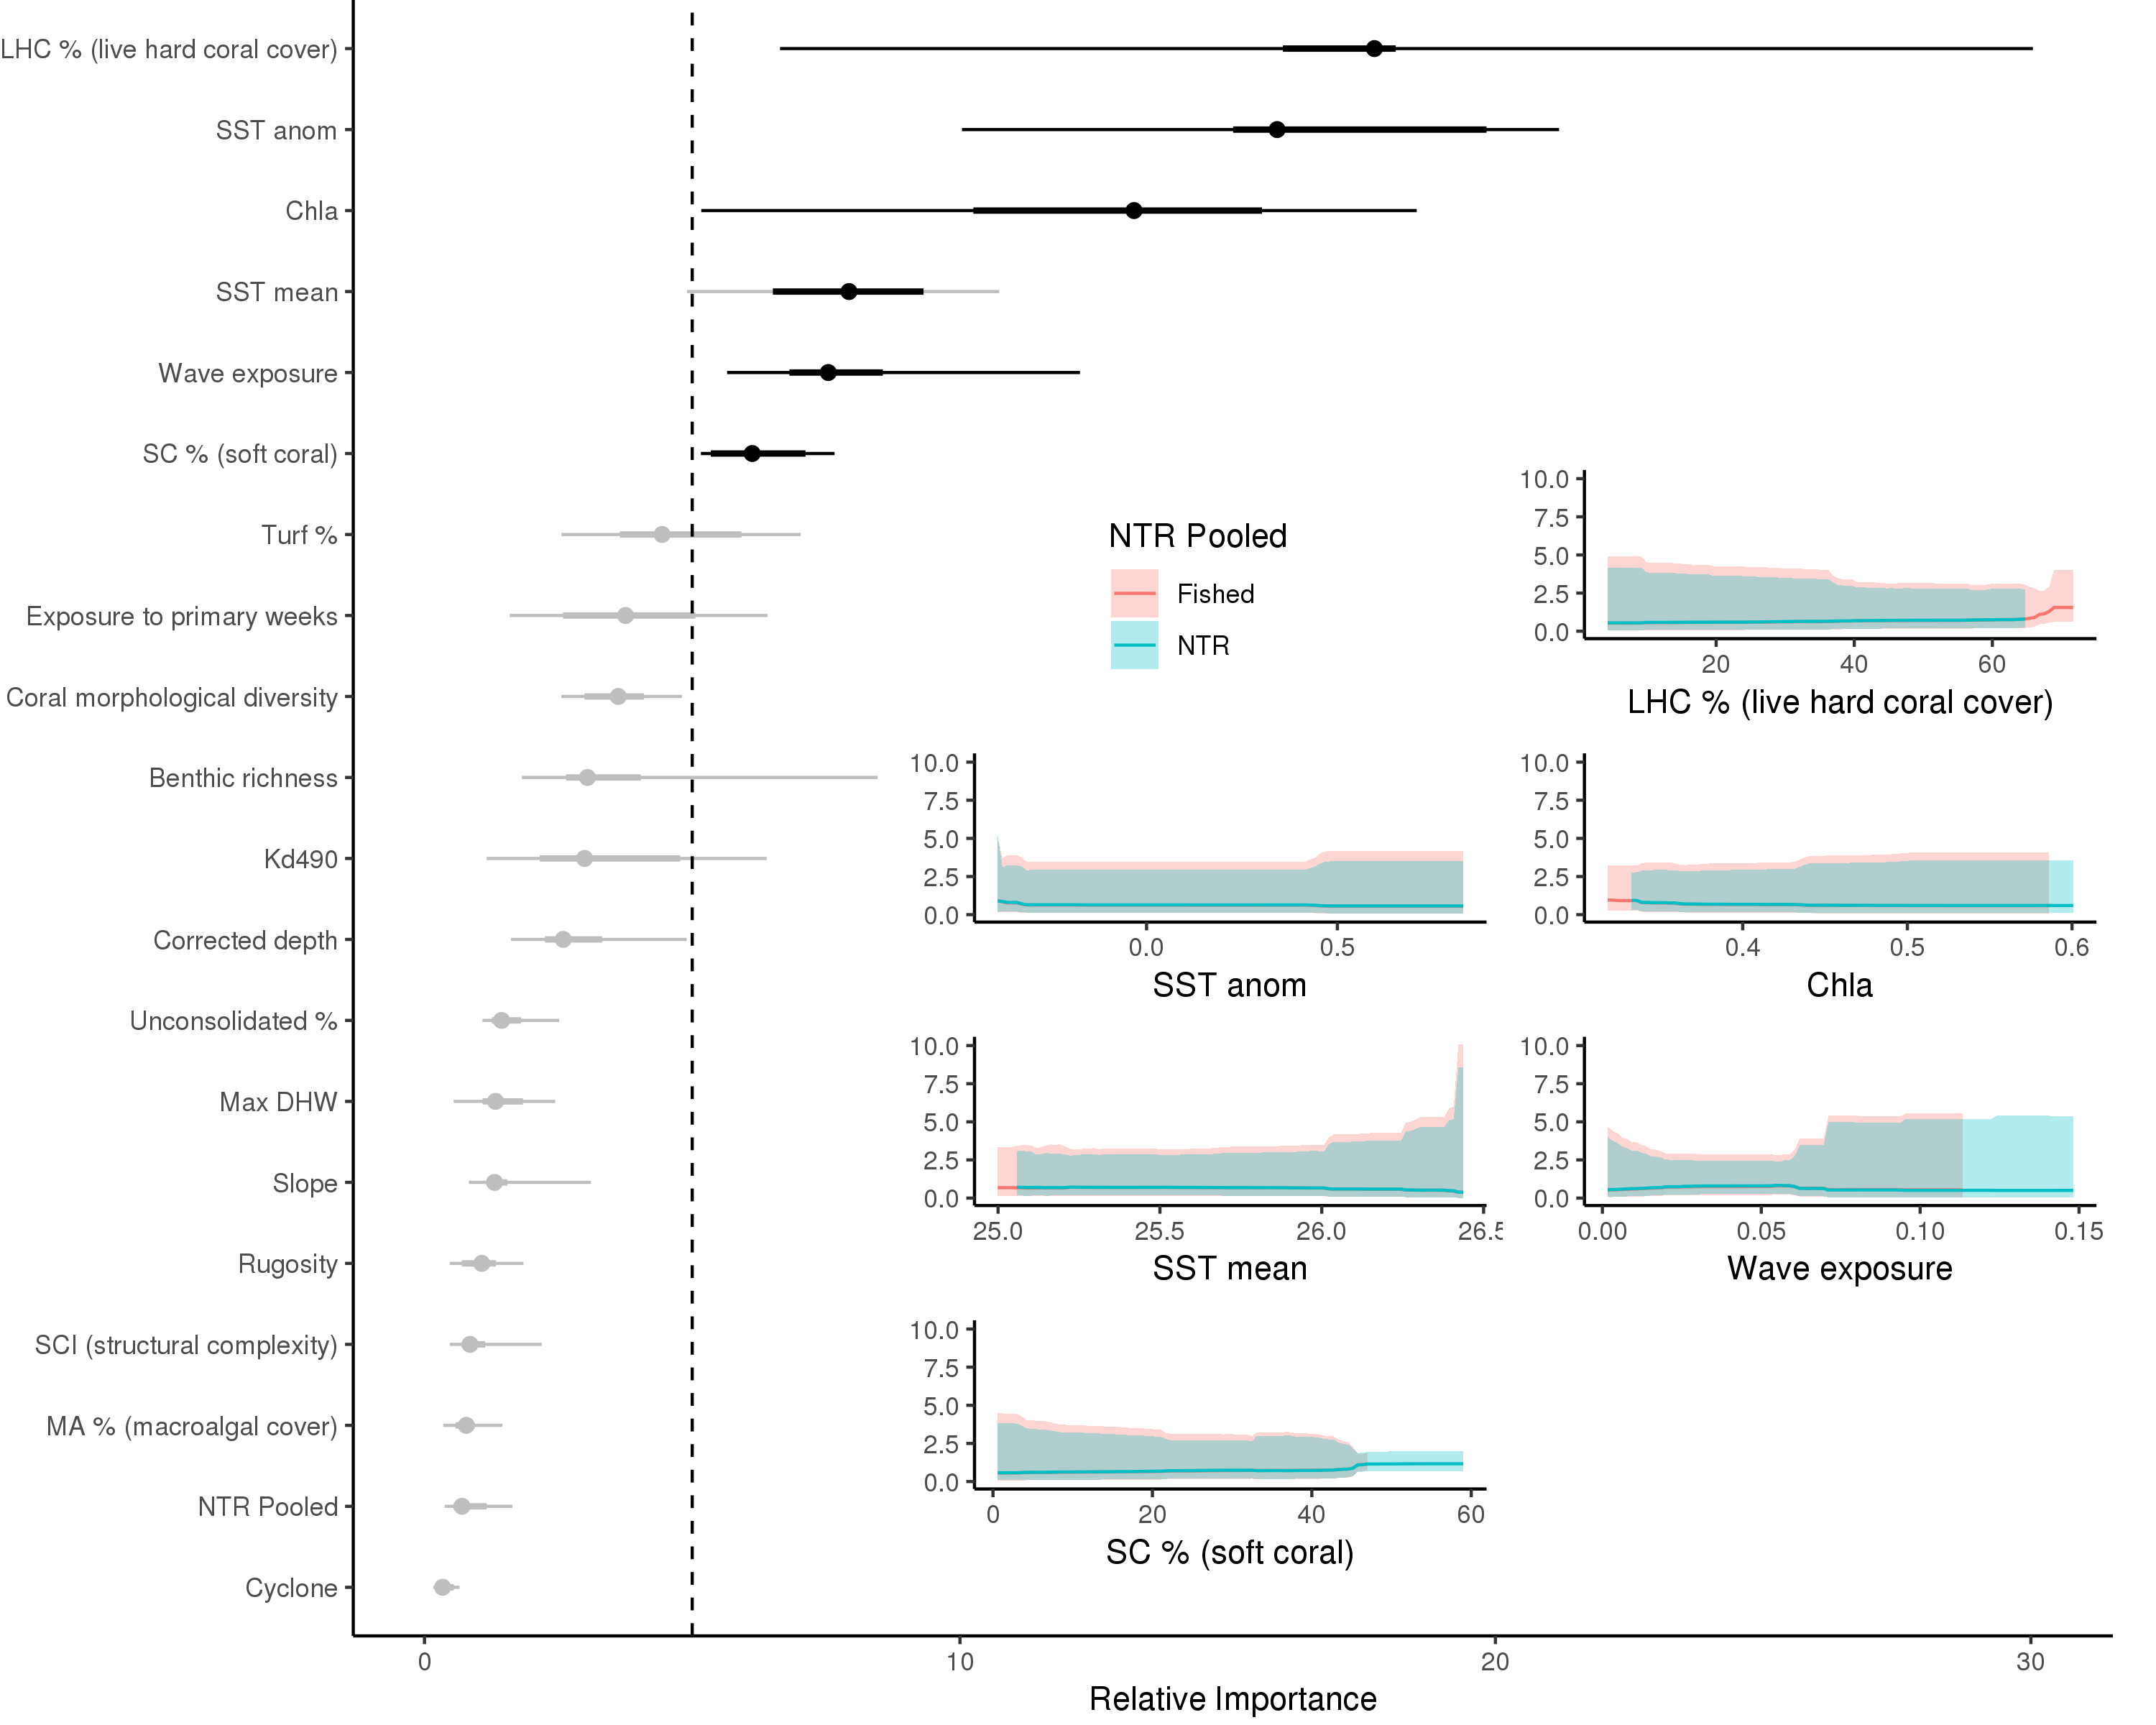 LHC % (live hard coral cover)
SST anom
Chla
SST mean
Wave exposure
SC % (soft coral)
Turf %
Exposure to primary weeks
Coral morphological diversity
Benthic richness
Kd490
Corrected depth
Unconsolidated %
Max DHW
Slope
Rugosity
SCI (structural complexity)
MA % (macroalgal cover)
NTR Pooled
Cyclone
0 10 20 30
Relative Importance
NTR Pooled
Fished
NTR
10.0
7.5
5.0
2.5
0.0
20 40 60
LHC % (live hard coral cover)
10.0
7.5
5.0
2.5
0.0
0.0 0.5
SST anom
10.0
7.5
5.0
2.5
0.0
0.4 0.5 0.6
Chla
10.0
7.5
5.0
2.5
0.0
25.0 25.5 26.0 26.5
SST mean
10.0
7.5
5.0
2.5
0.0
0.00 0.05 0.10 0.15
Wave exposure
10.0
7.5
5.0
2.5
0.0
0 20 40 60
SC % (soft coral)